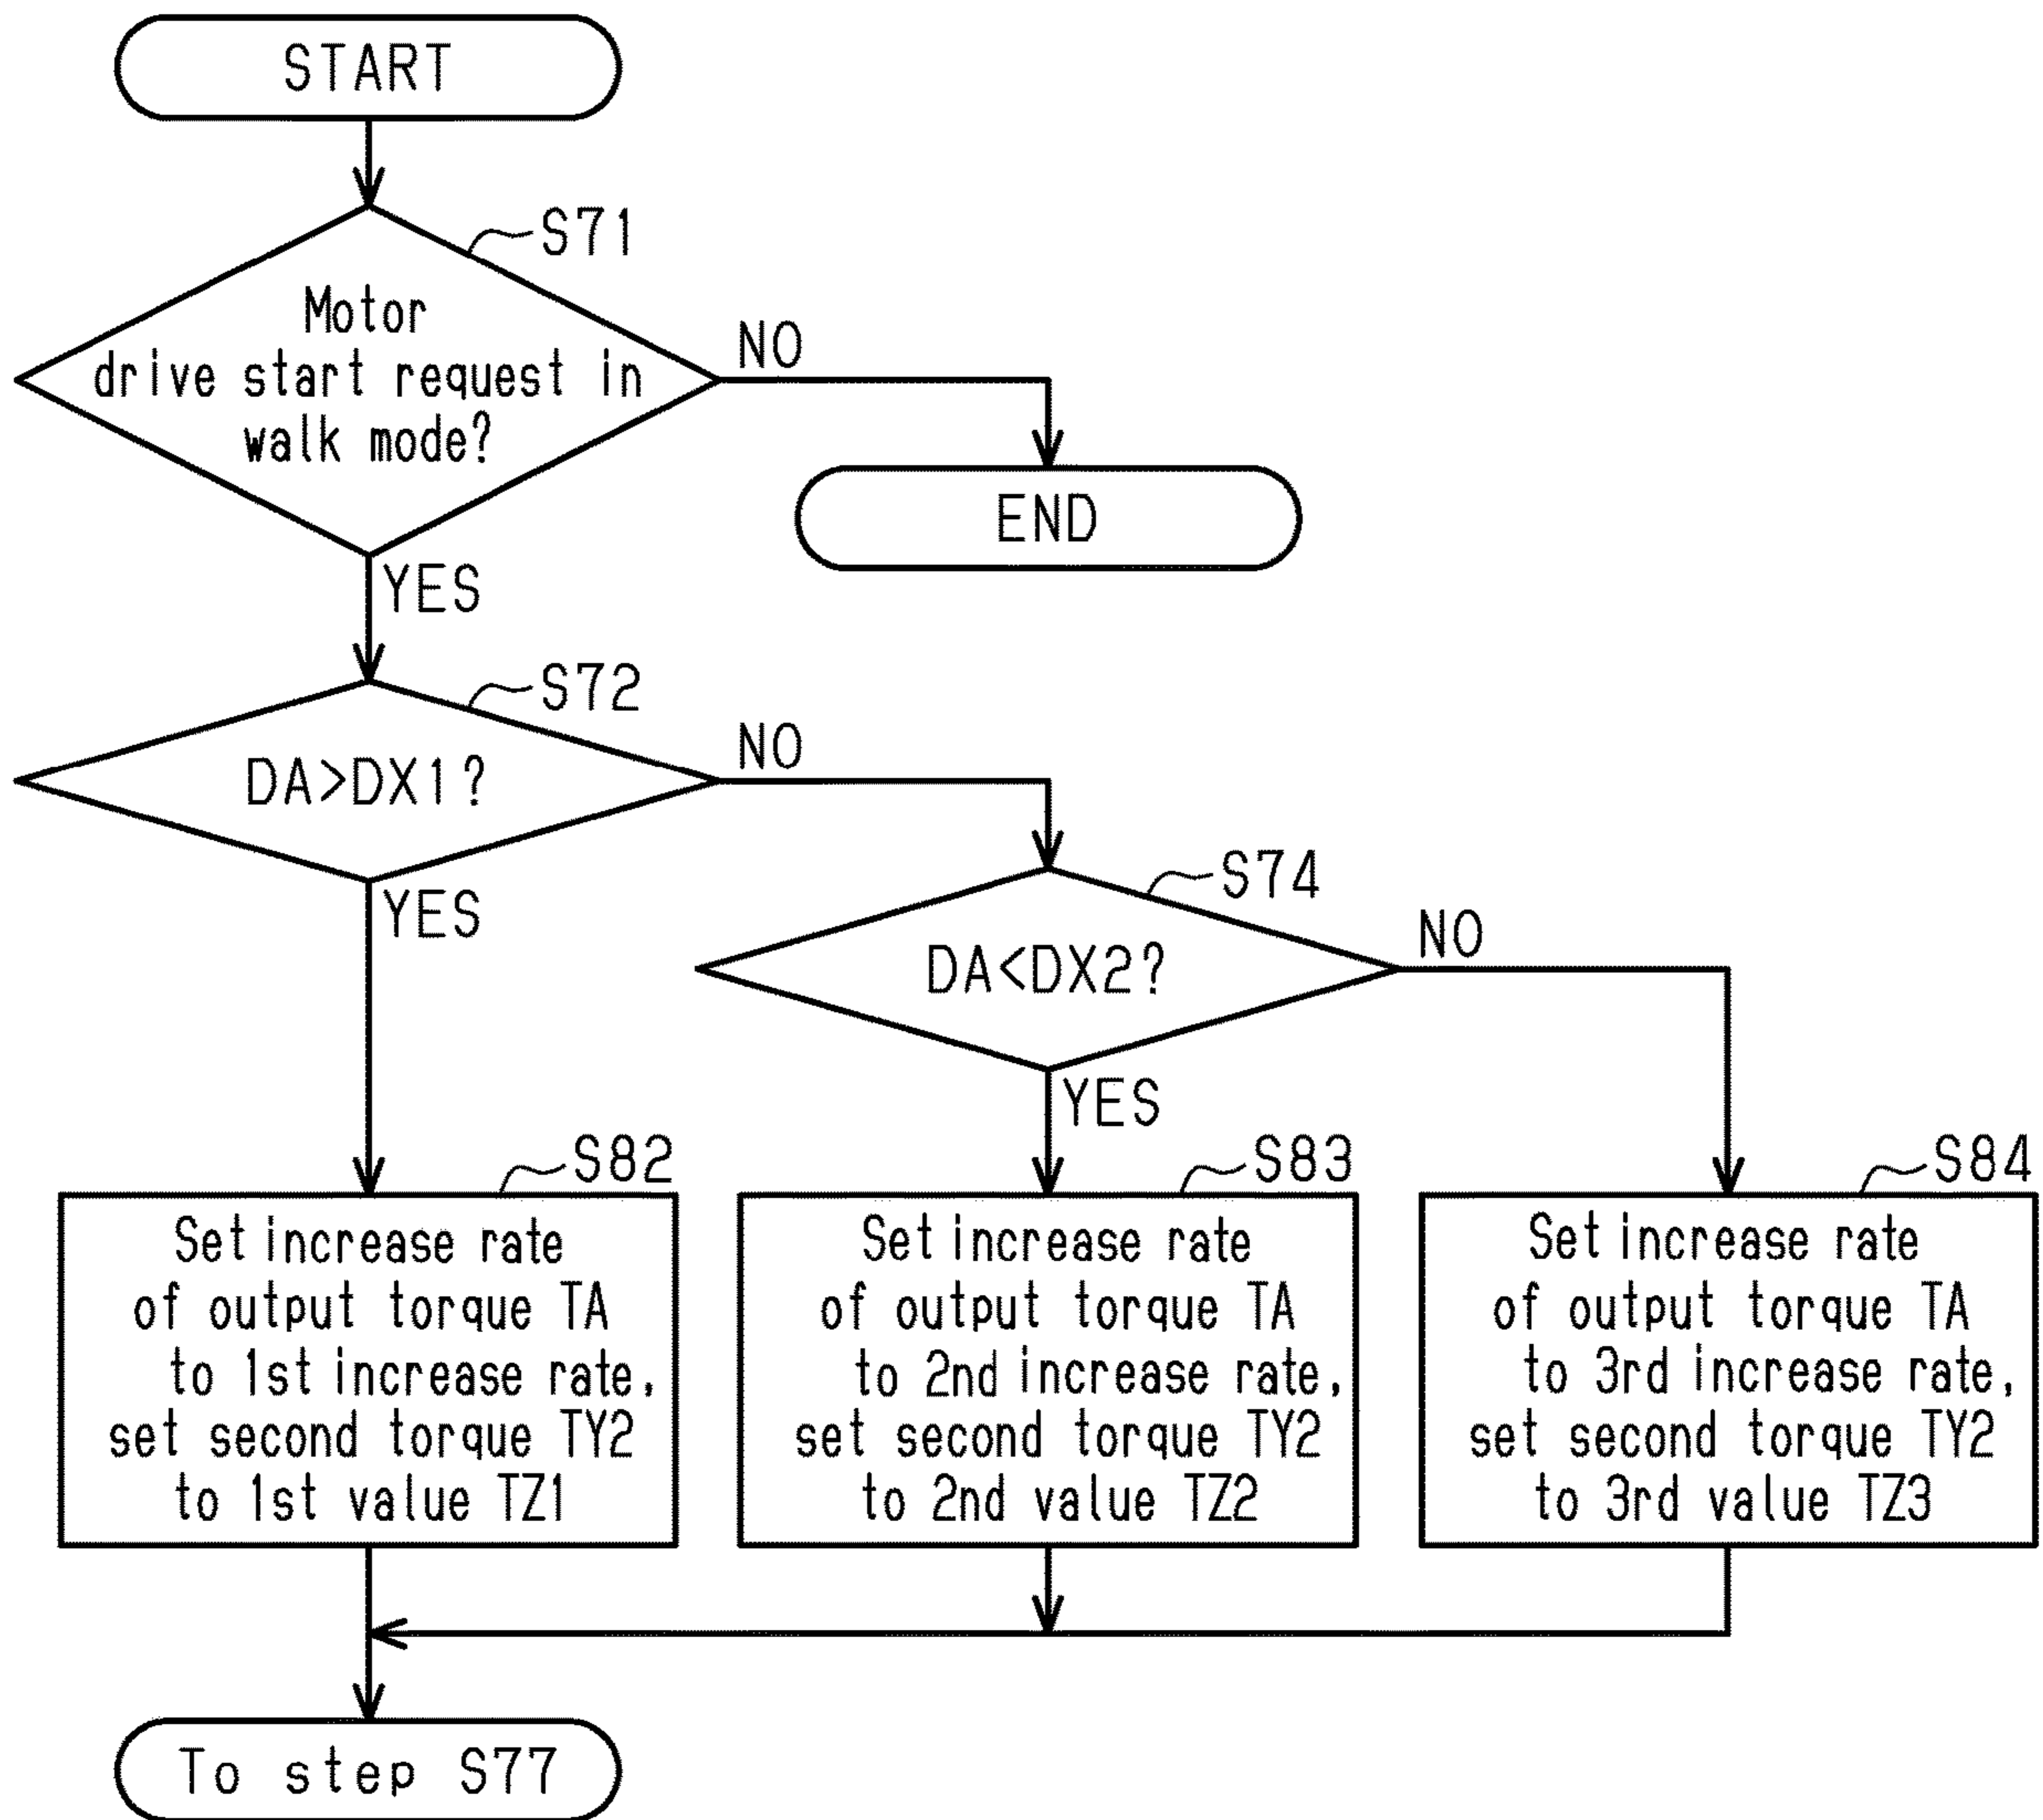 START
S71
Motor
drive start request in
walk mode?
NO
END
YES
S72
DA>DX1?
NO
YES
S74
DA<DX2?
NO
YES
S82
Set increase rate
of output torque TA
to 1st increase rate,
set second torque TY2
to 1st value TZ1
S83
Set increase rate
of output torque TA
to 2nd increase rate,
set second torque TY2
to 2nd value TZ2
S84
Set increase rate
of output torque TA
to 3rd increase rate,
set second torque TY2
to 3rd value TZ3
To step S77